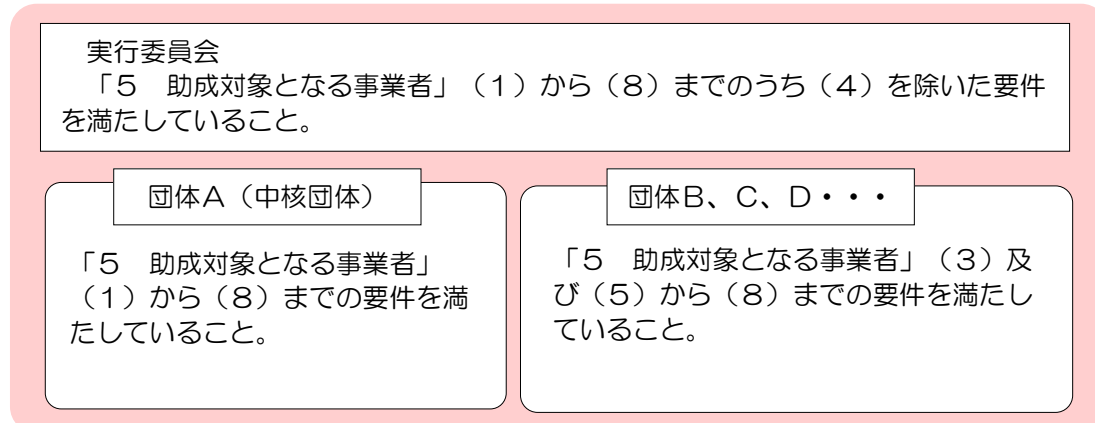 実行委員会
「５　助成対象となる事業者」（１）から（８）までのうち（４）を除いた要件
を満たしていること。
団体Ａ（中核団体）
「５　助成対象となる事業者」
（１）から（８）までの要件を満
たしていること。
団体Ｂ、Ｃ、Ｄ・・・
「５　助成対象となる事業者」（３）及
び（５）から（８）までの要件を満たし
ていること。